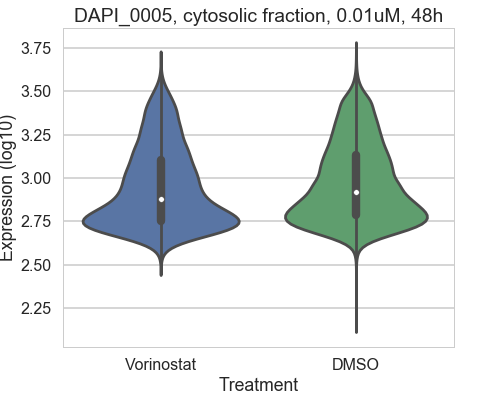 DAPI_0005, cytosolic fraction, 0.01uM, 48h
Expression (log10)
3.75
3.50
3.25
3.00
2.75
2.50
2.25
Vorinostat
DMSO
Treatment